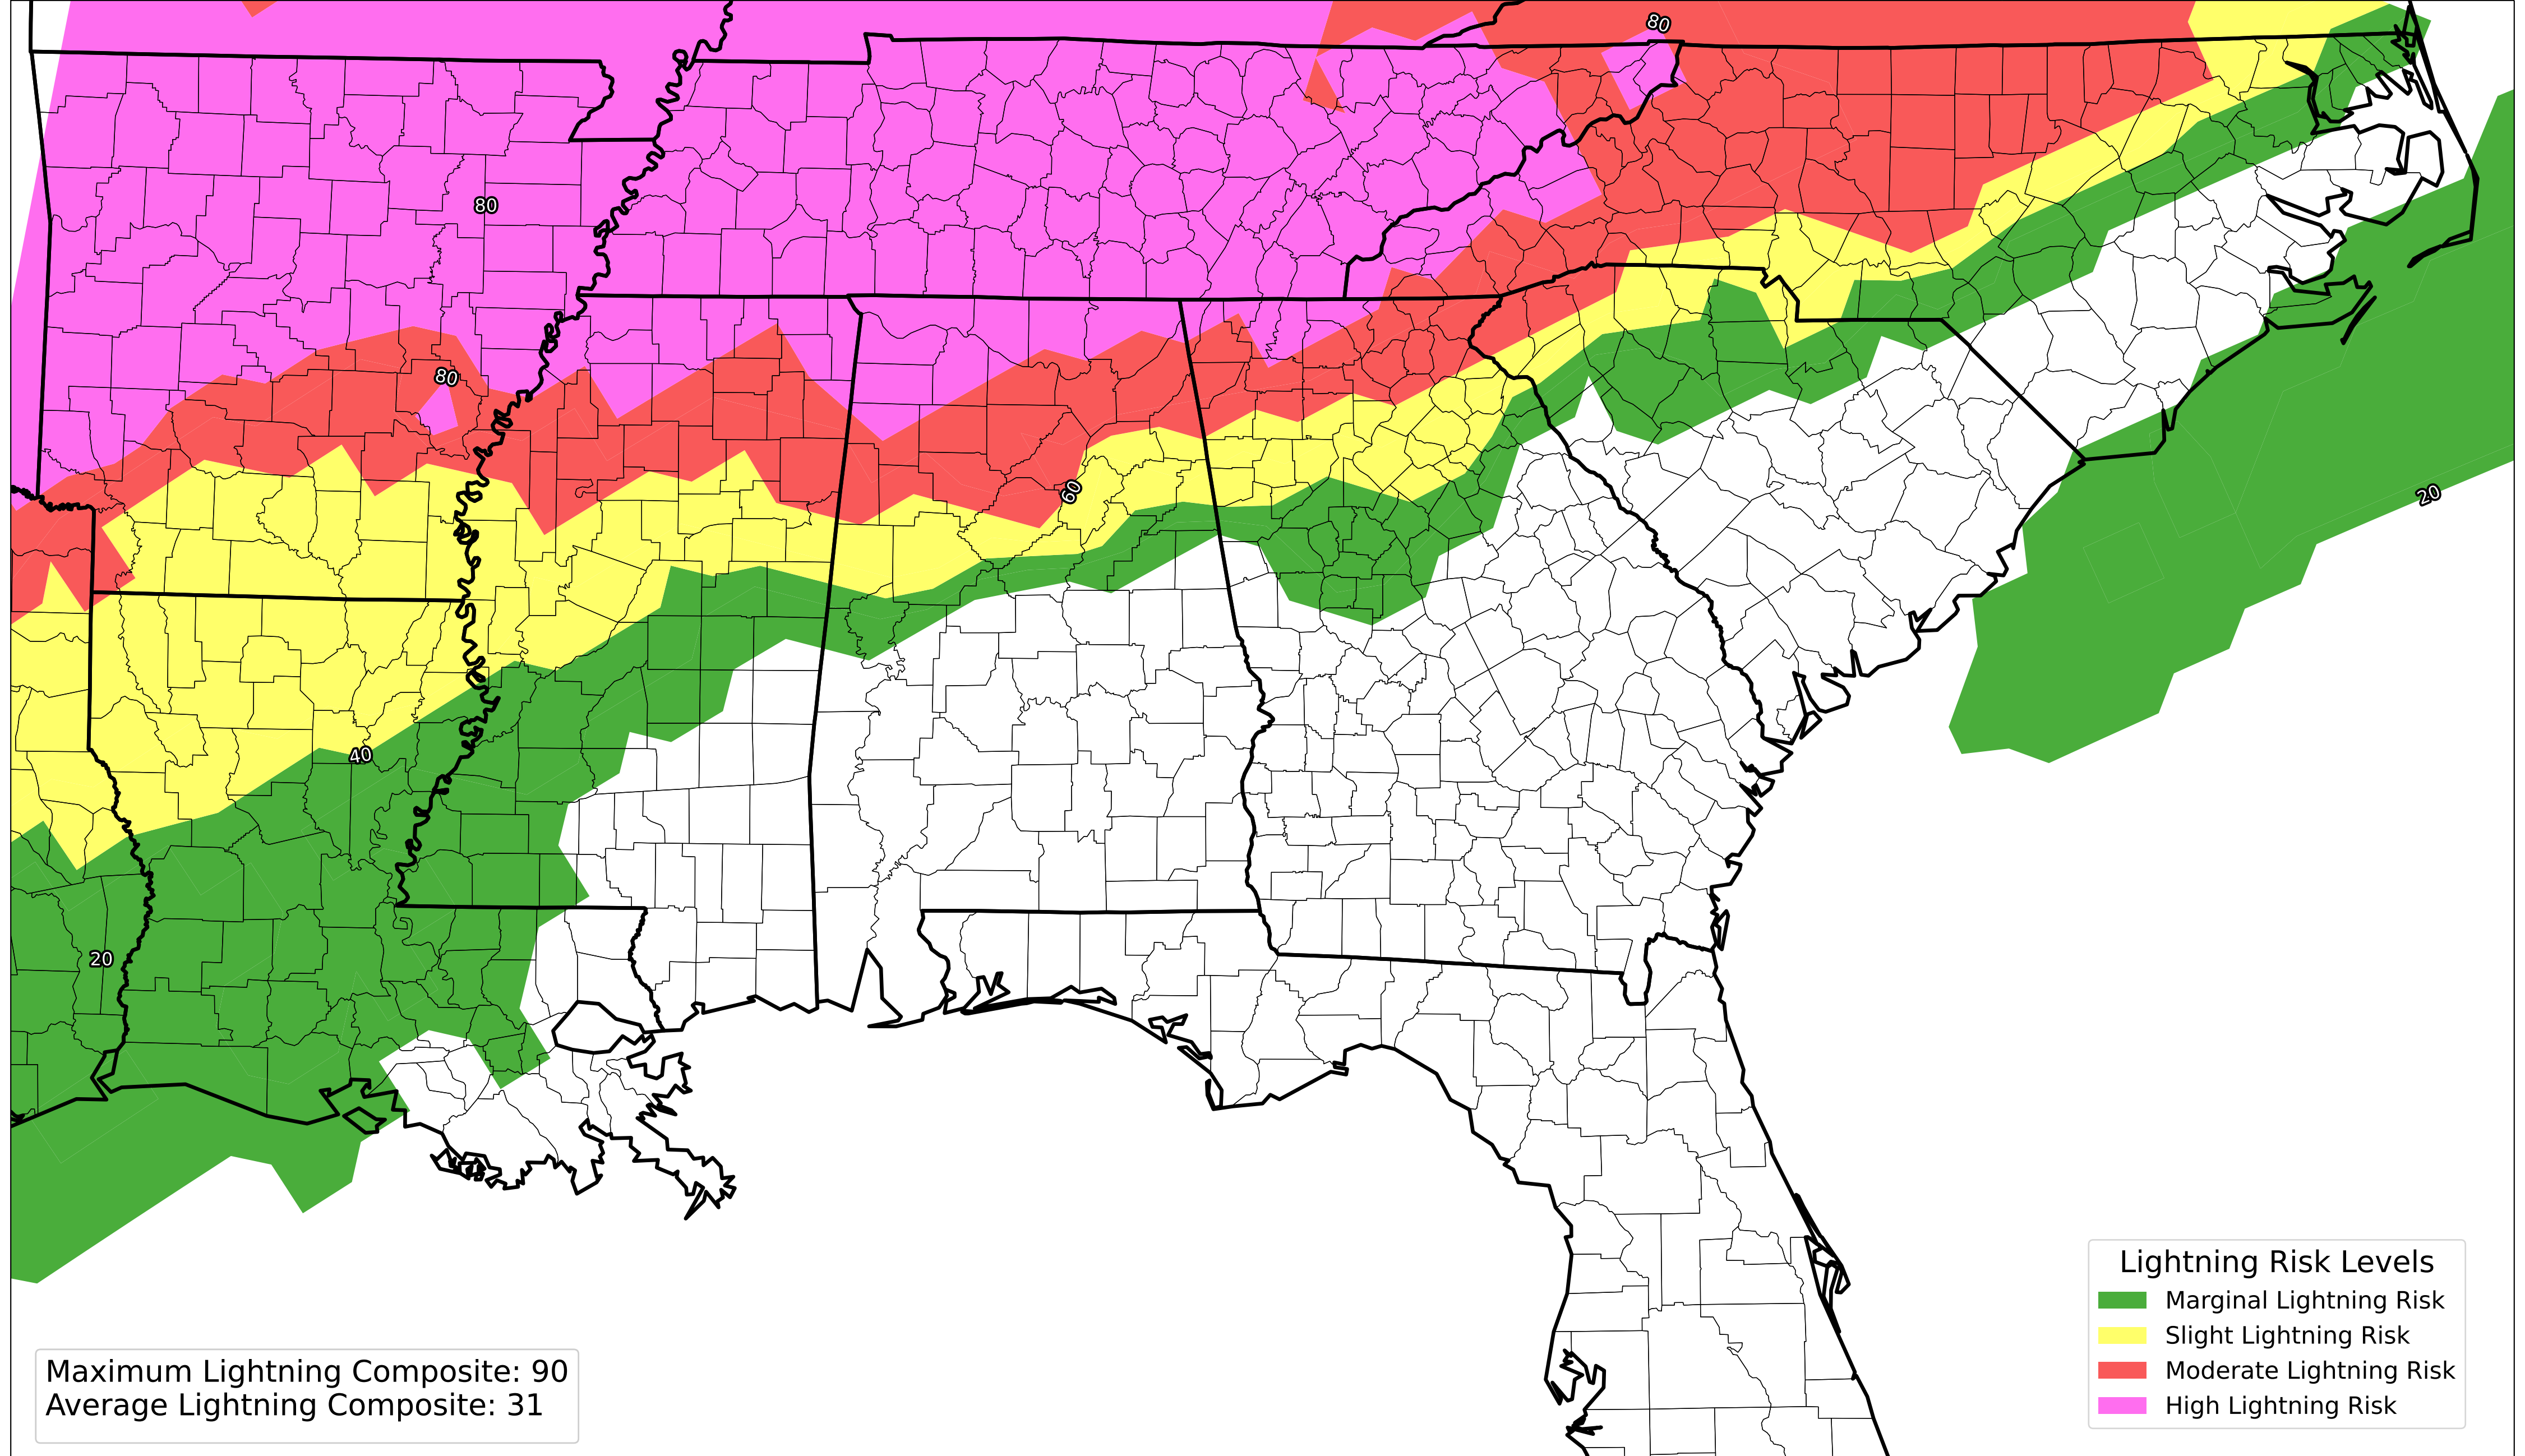 80
80
80
60
20
40
20
Lightning Risk Levels
Marginal Lightning Risk
Slight Lightning Risk
Moderate Lightning Risk
High Lightning Risk
Maximum Lightning Composite: 90
Average Lightning Composite: 31